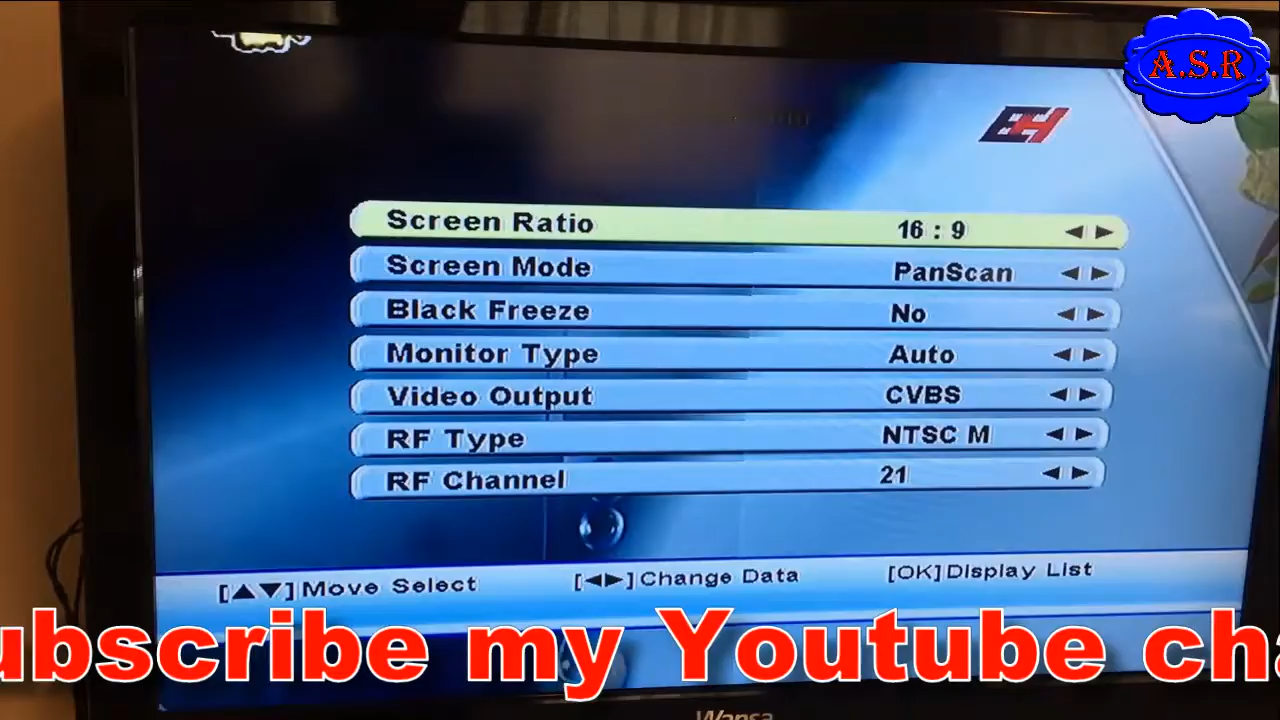 A.S.R
EH
Screen Ratio 16 : 9
Screen Mode PanScan
Black Freeze No
Monitor Type Auto
Video Output CVBS
RF Type NTSC M
RF Channel 21
[▲▼]Move Select [◀▶]Change Data [OK]Display List
ubscribe my Youtube cha
Wansa